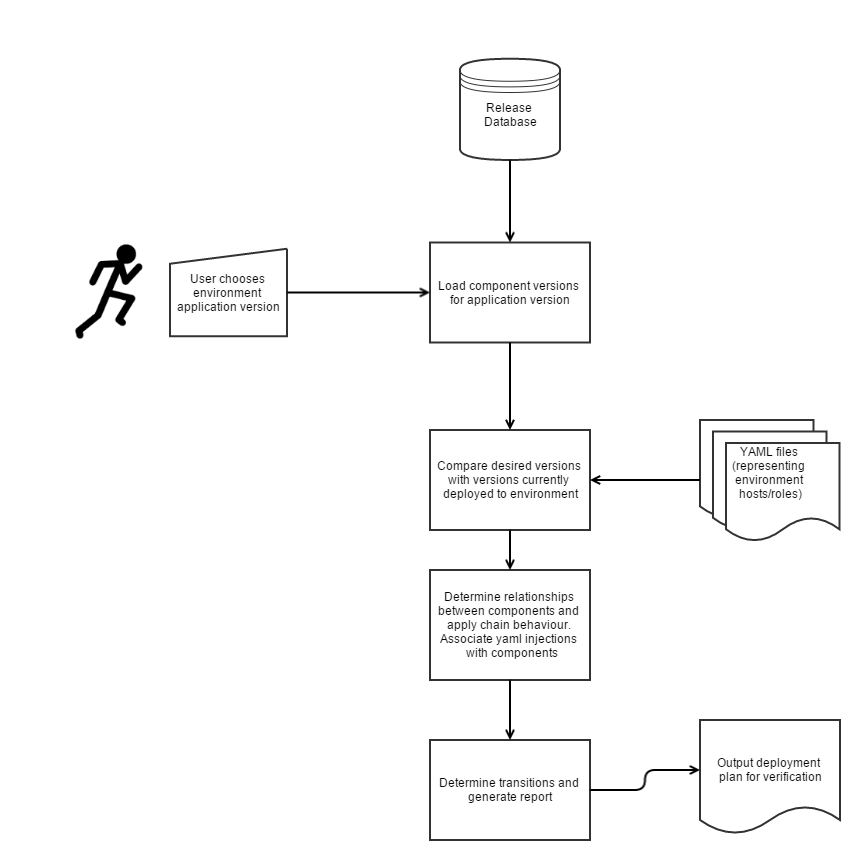 Release
Database
User chooses
environment
application version
Load component versions
for application version
Compare desired versions
with versions currently
deployed to environment
YAML files
(representing
environment
hosts/roles)
Determine relationships
between components and
apply chain behaviour.
Associate yaml injections
with components
Determine transitions and
generate report
Output deployment
plan for verification